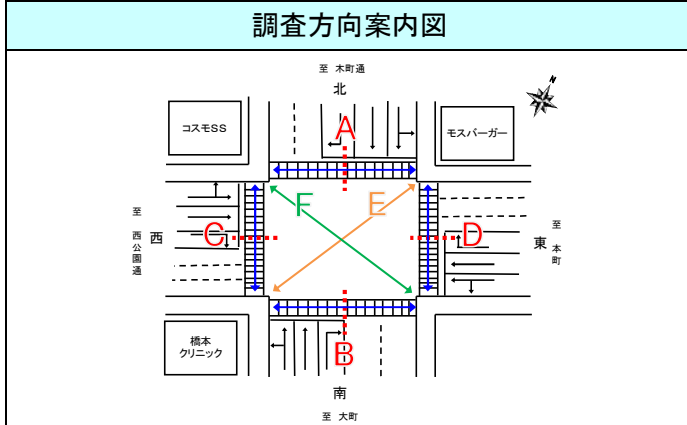 調査方向案内図
至 木町通
北
N
コスモSS
モスバーガー
A
F
E
至 西公園通
西
C
D
東
至 本町
橋本
クリニック
B
南
至 大町